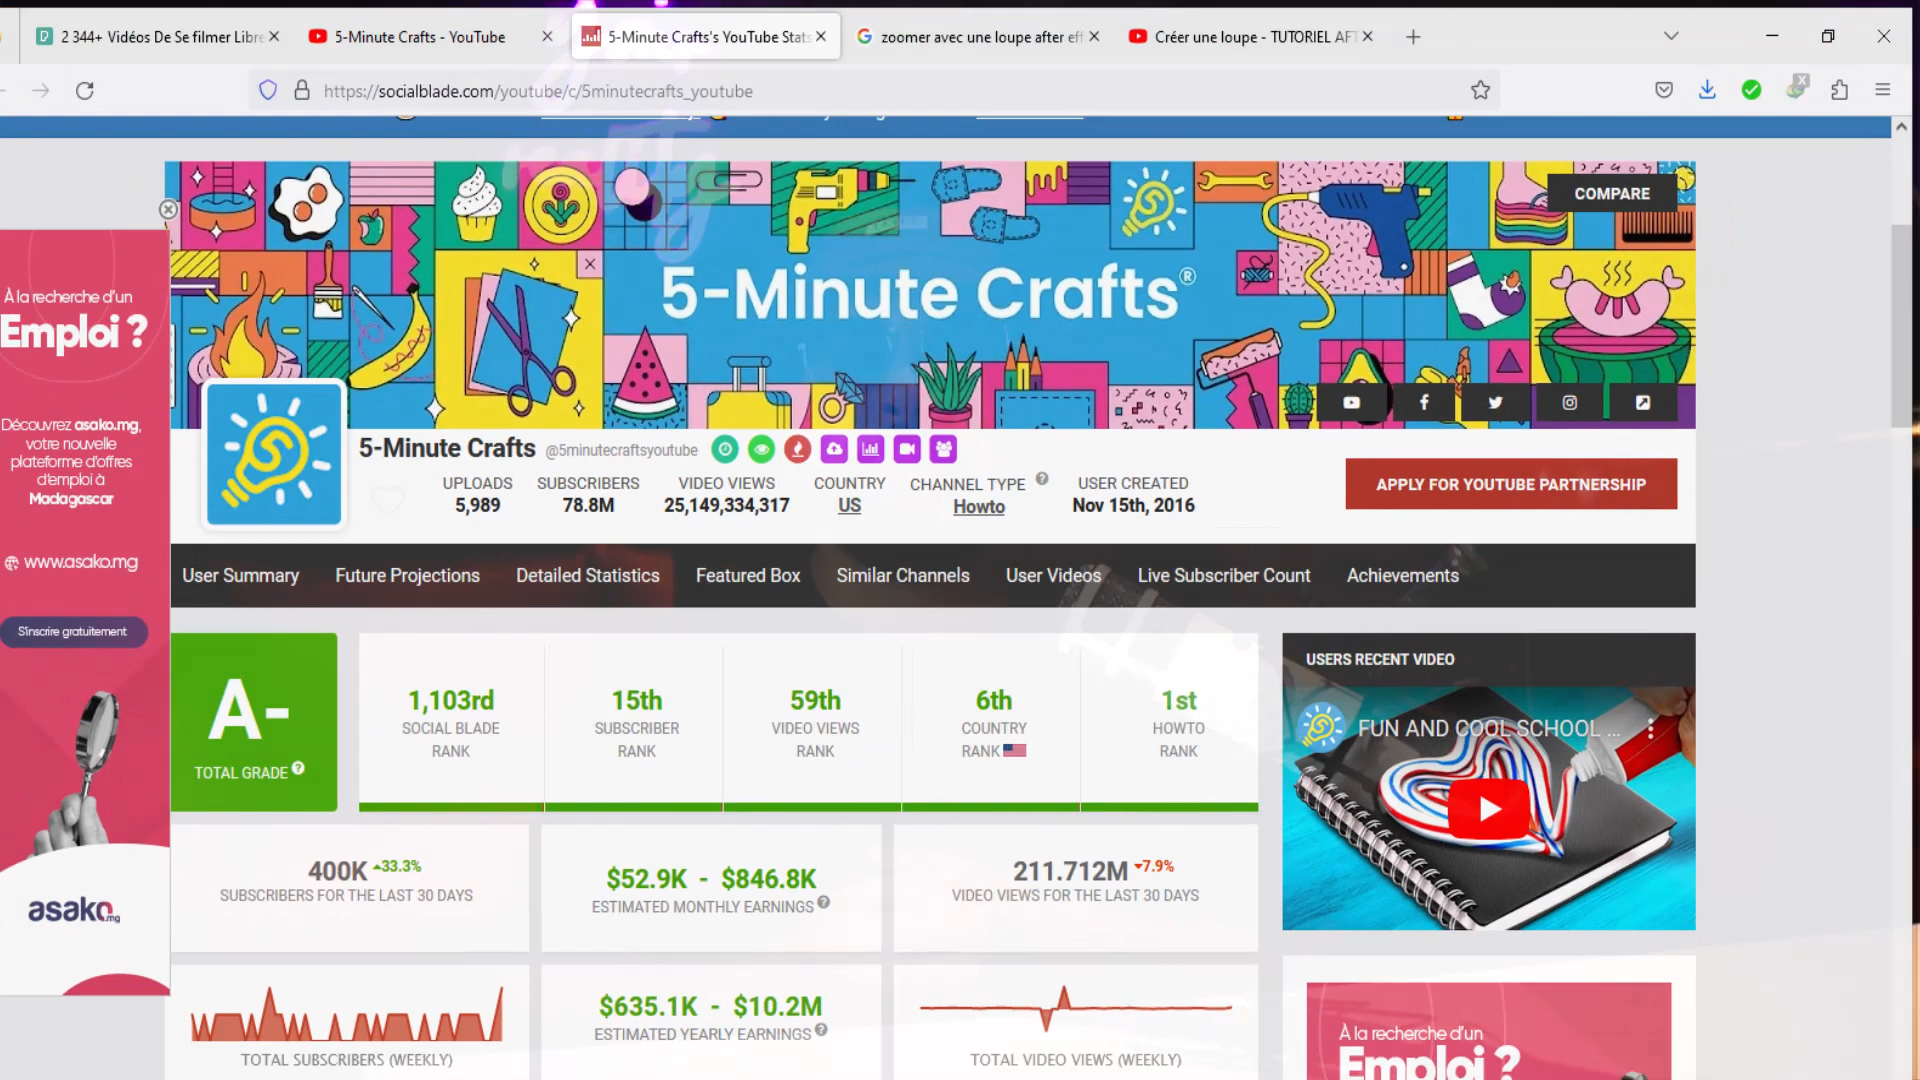 2 344+ Vidéos De Se filmer Libre
5-Minute Crafts - YouTube
5-Minute Crafts's YouTube Stats
zoomer avec une loupe after eff
Créer une loupe - TUTORIEL AFT
https://socialblade.com/youtube/c/5minutecrafts_youtube
COMPARE
5-Minute Crafts®
À la recherche d'un
Emploi ?
Découvrez asako.mg,
votre nouvelle
plateforme d'offres
d'emploi à
Madagascar
www.asako.mg
S'inscrire gratuitement
asako.mg
5-Minute Crafts @5minutecraftsyoutube
UPLOADS
5,989
SUBSCRIBERS
78.8M
VIDEO VIEWS
25,149,334,317
COUNTRY
US
CHANNEL TYPE
Howto
USER CREATED
Nov 15th, 2016
APPLY FOR YOUTUBE PARTNERSHIP
User Summary
Future Projections
Detailed Statistics
Featured Box
Similar Channels
User Videos
Live Subscriber Count
Achievements
A-
TOTAL GRADE
1,103rd
SOCIAL BLADE
RANK
15th
SUBSCRIBER
RANK
59th
VIDEO VIEWS
RANK
6th
COUNTRY
RANK
1st
HOWTO
RANK
USERS RECENT VIDEO
FUN AND COOL SCHOOL ...
400K 33.3%
SUBSCRIBERS FOR THE LAST 30 DAYS
$52.9K - $846.8K
ESTIMATED MONTHLY EARNINGS
211.712M 7.9%
VIDEO VIEWS FOR THE LAST 30 DAYS
TOTAL SUBSCRIBERS (WEEKLY)
$635.1K - $10.2M
ESTIMATED YEARLY EARNINGS
TOTAL VIDEO VIEWS (WEEKLY)
À la recherche d'un
Emploi ?